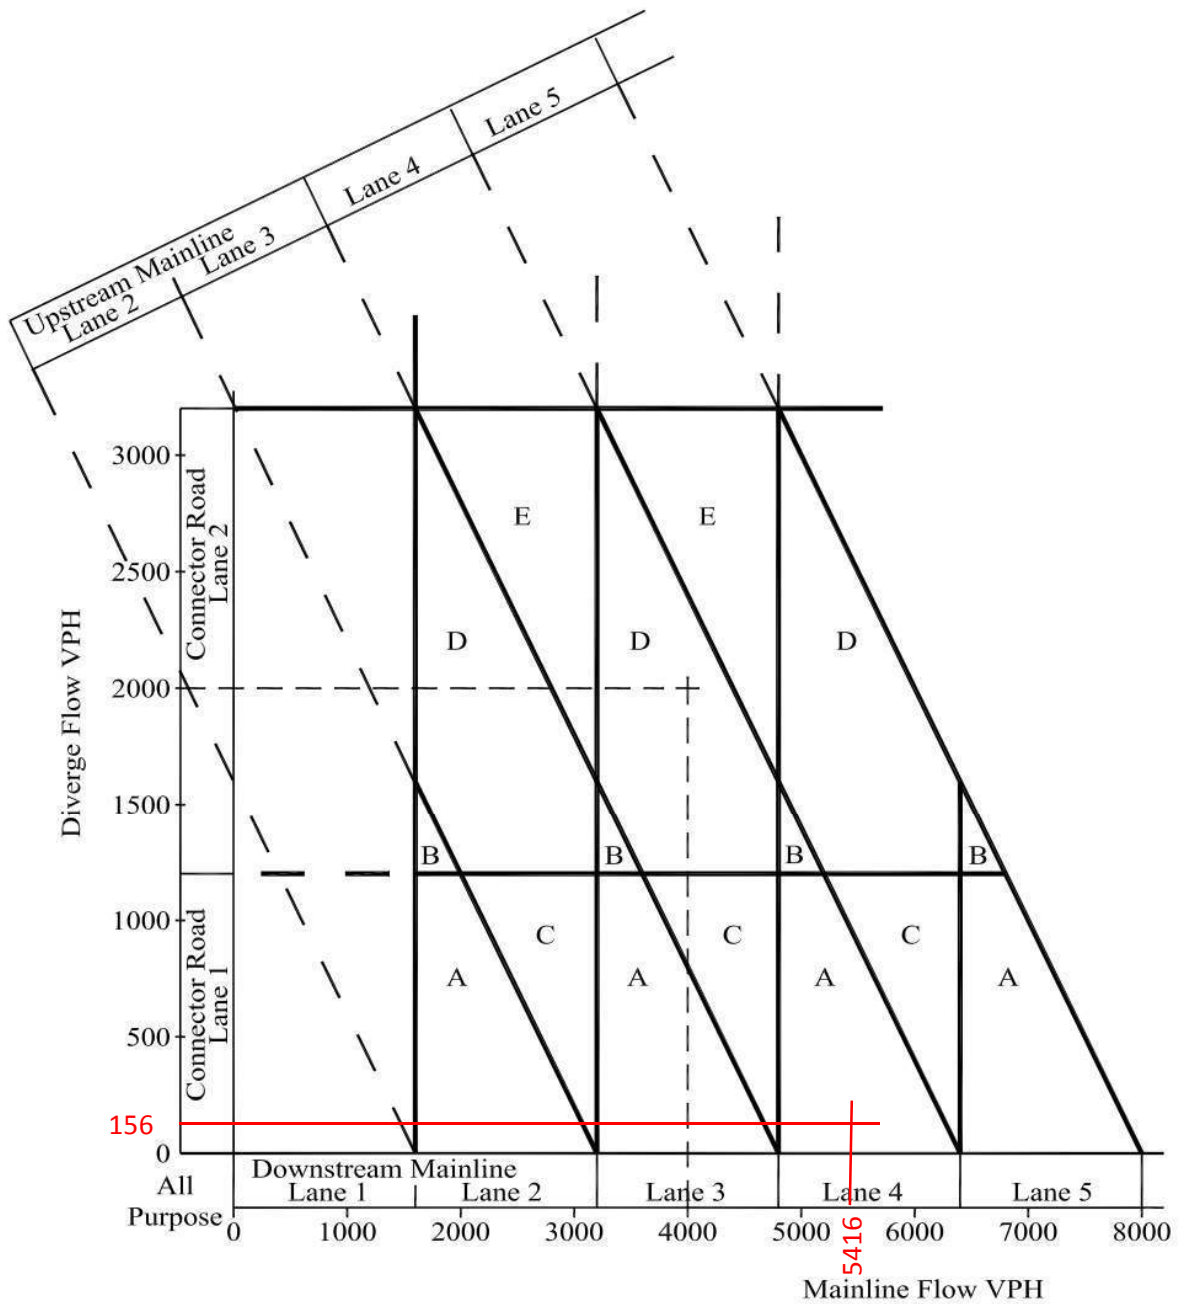 Lane 5
Lane 4
Upstream Mainline
Lane 3
Lane 2
3000
2500
2000
1500
1000
500
0
156
Diverge Flow VPH
Connector Road
Lane 2
Connector Road
Lane 1
E
E
D
D
D
B
B
B
B
C
C
C
A
A
A
A
Downstream Mainline
All
Purpose
Lane 1
Lane 2
Lane 3
Lane 4
Lane 5
0
1000
2000
3000
4000
5000
6000
7000
8000
5416
Mainline Flow VPH